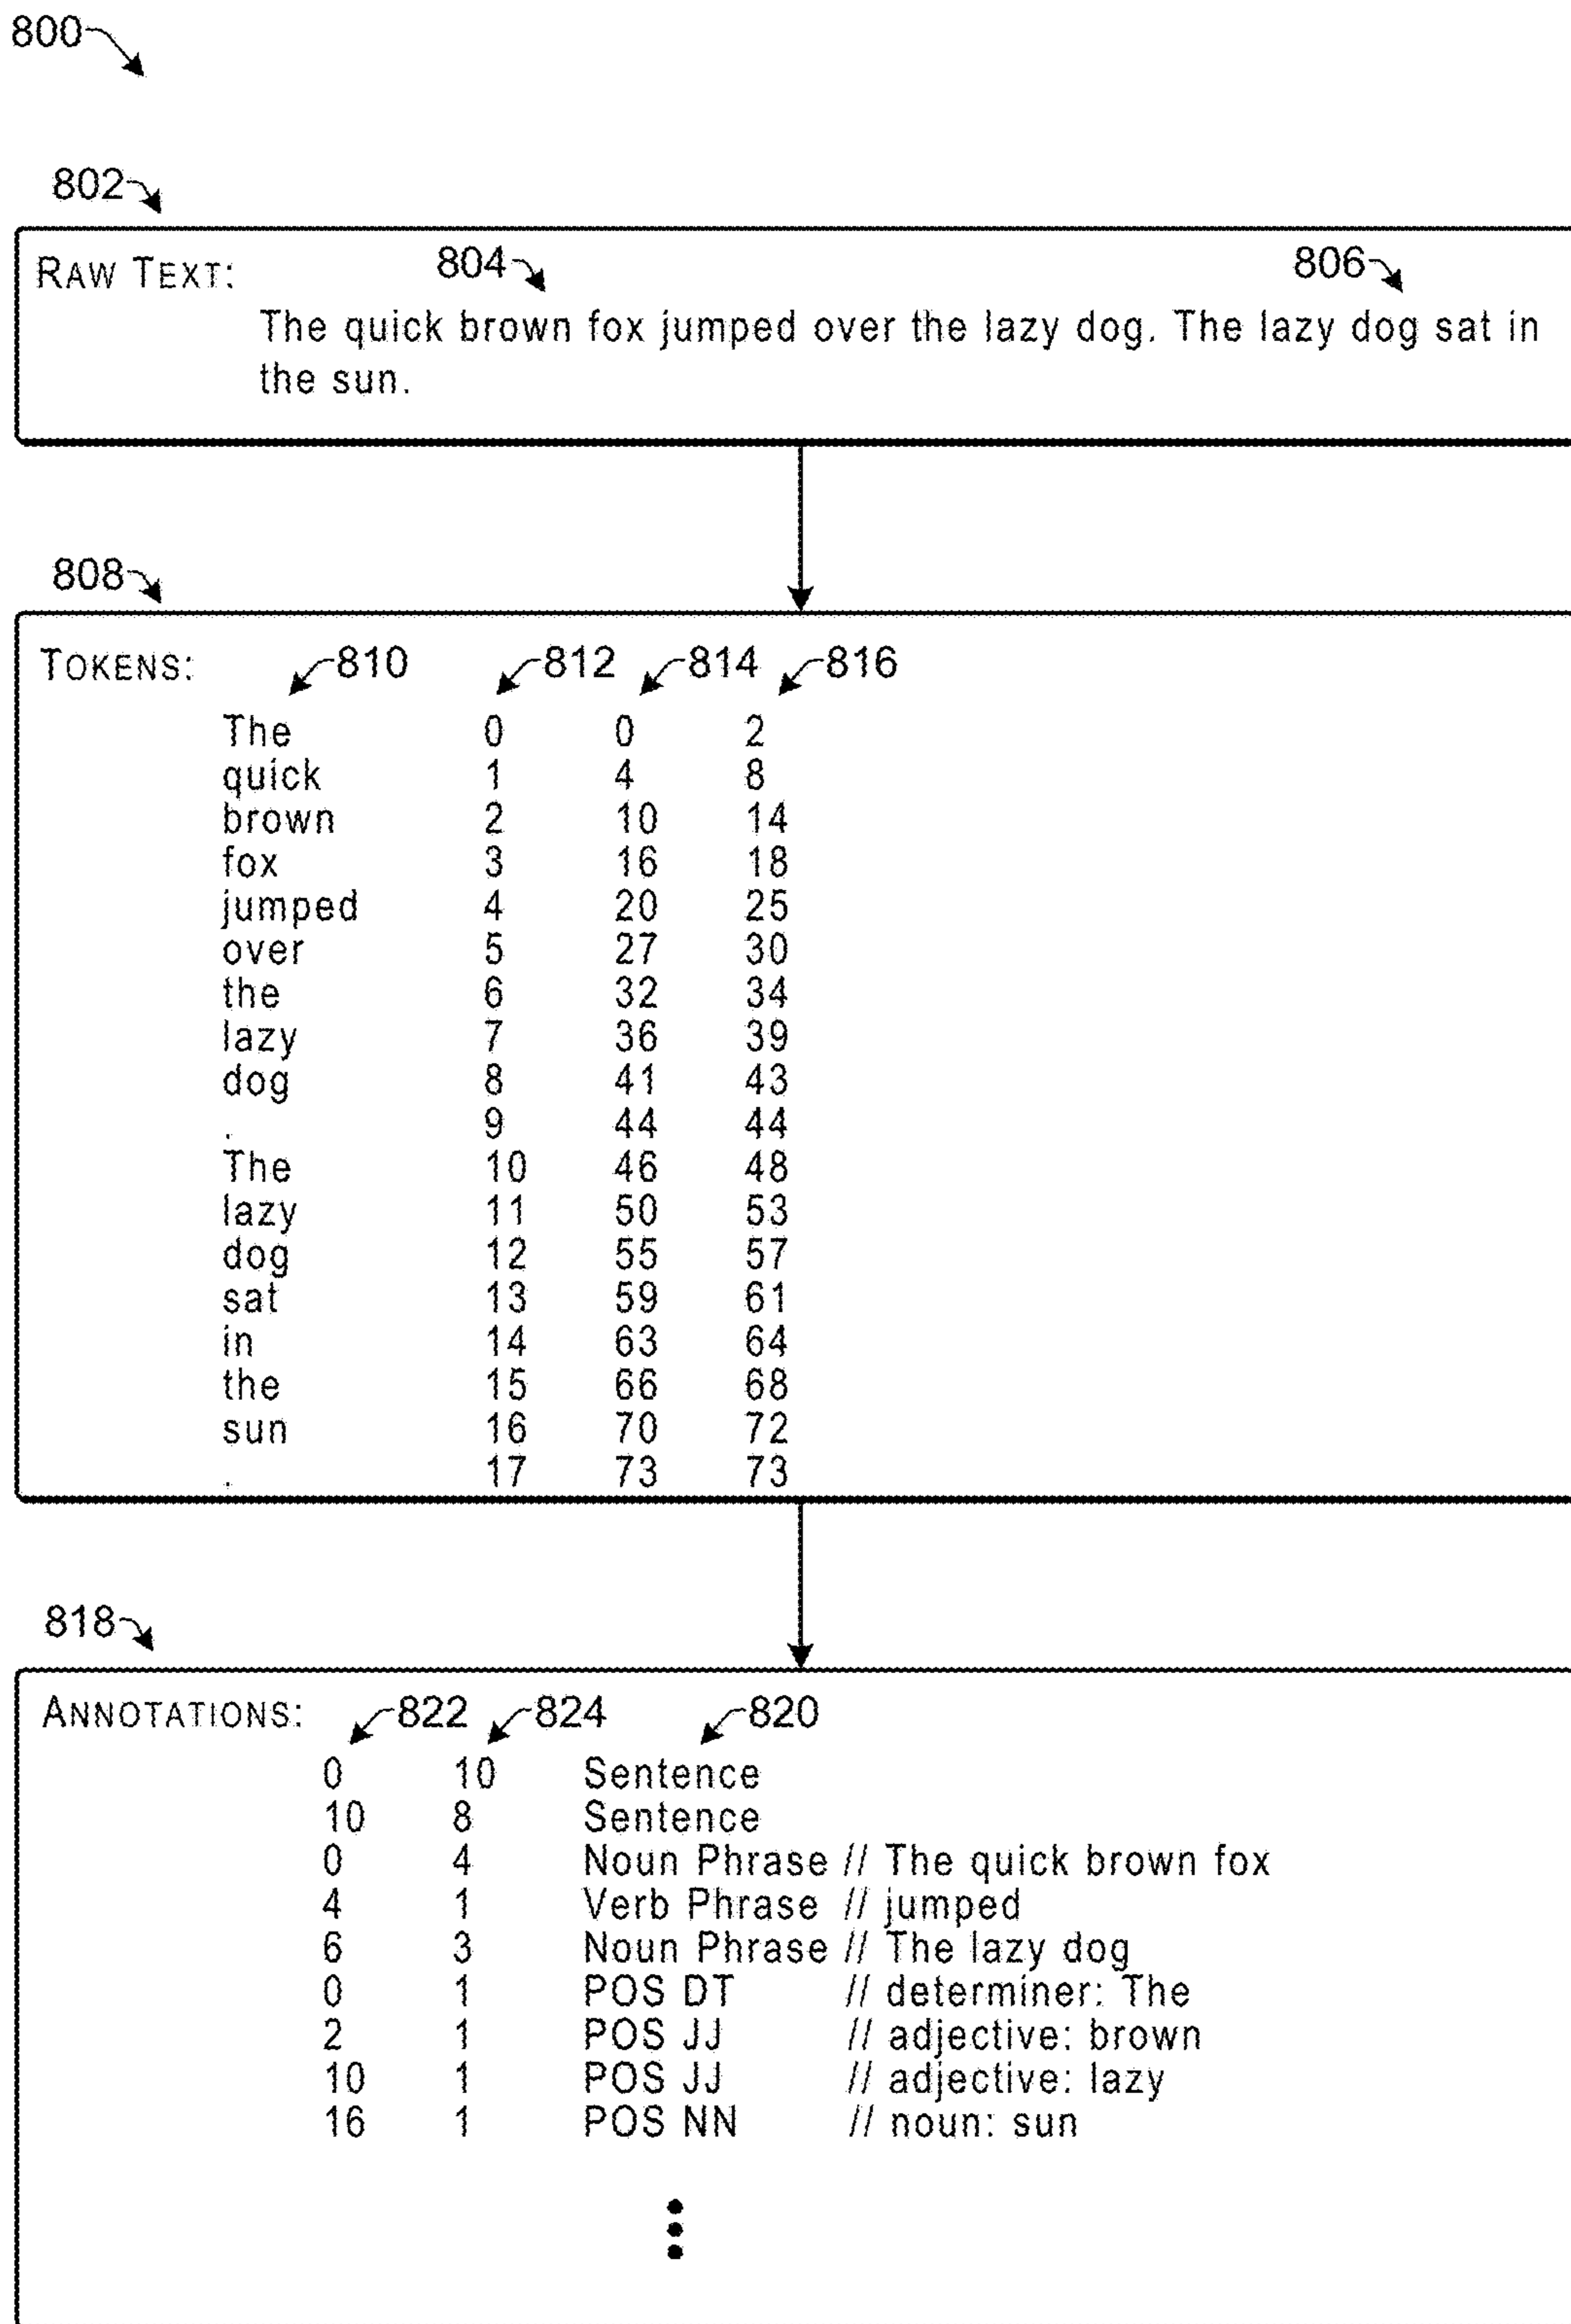 800
802
RAW TEXT: 804 806
The quick brown fox jumped over the lazy dog. The lazy dog sat in
the sun.
808
TOKENS: 810 812 814 816
The 0 0 2
quick 1 4 8
brown 2 10 14
fox 3 16 18
jumped 4 20 25
over 5 27 30
the 6 32 34
lazy 7 36 39
dog 8 41 43
. 9 44 44
The 10 46 48
lazy 11 50 53
dog 12 55 57
sat 13 59 61
in 14 63 64
the 15 66 68
sun 16 70 72
. 17 73 73
818
ANNOTATIONS: 822 824 820
0 10 Sentence
10 8 Sentence
0 4 Noun Phrase // The quick brown fox
4 1 Verb Phrase // jumped
6 3 Noun Phrase // The lazy dog
0 1 POS DT // determiner: The
2 1 POS JJ // adjective: brown
10 1 POS JJ // adjective: lazy
16 1 POS NN // noun: sun